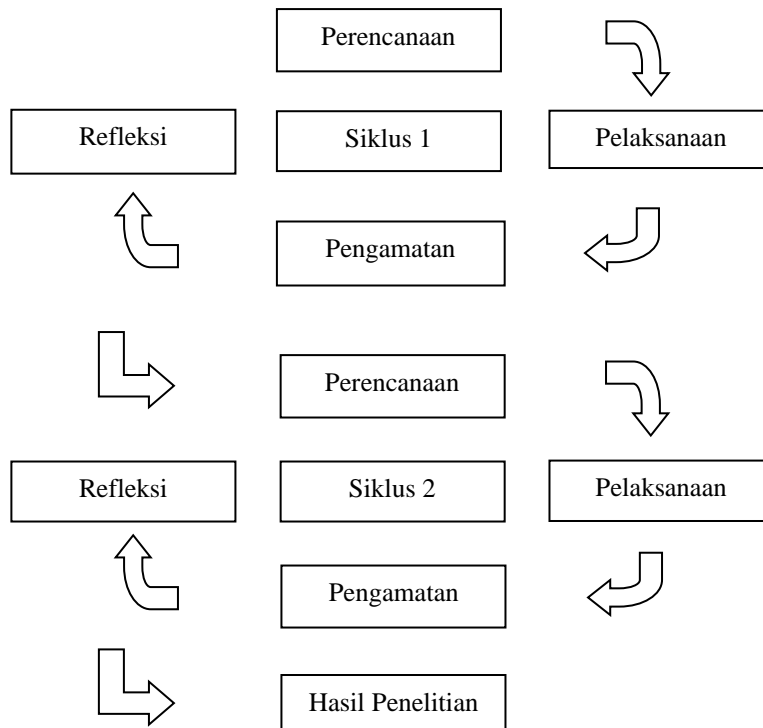 Perencanaan
Refleksi
Siklus 1
Pelaksanaan
Pengamatan
Perencanaan
Refleksi
Siklus 2
Pelaksanaan
Pengamatan
Hasil Penelitian